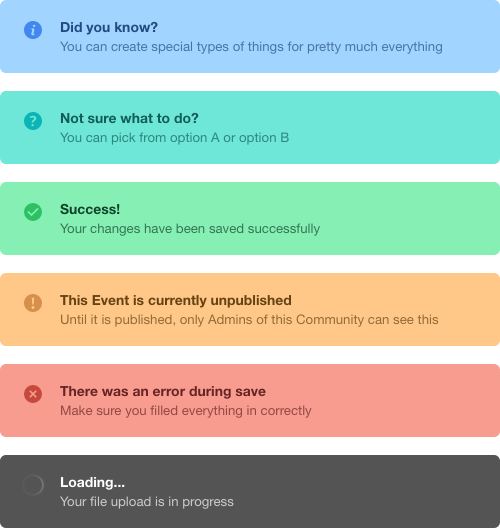 Did you know?
You can create special types of things for pretty much everything
Not sure what to do?
You can pick from option A or option B
Success!
Your changes have been saved successfully
This Event is currently unpublished
Until it is published, only Admins of this Community can see this
There was an error during save
Make sure you filled everything in correctly
Loading...
Your file upload is in progress